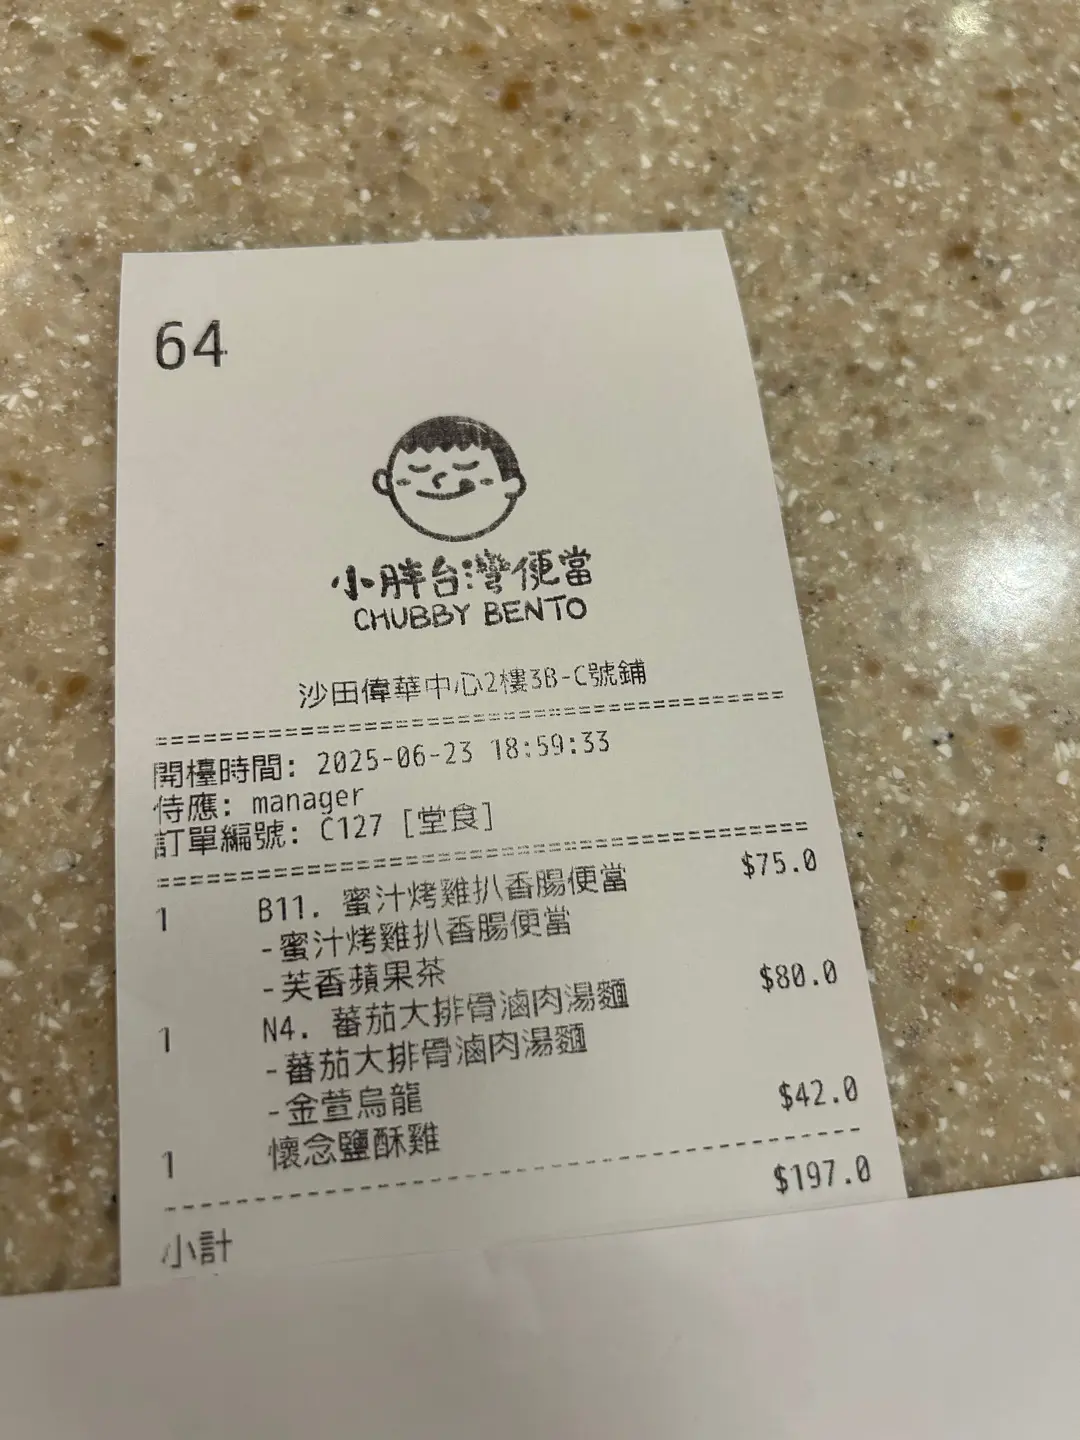 64
小胖台灣便當
CHUBBY BENTO
沙田偉華中心2樓3B-C號鋪
開檯時間: 2025-06-23 18:59:33
侍應: manager
訂單編號: C127 [堂食]
1 B11. 蜜汁烤雞扒香腸便當 $75.0
-蜜汁烤雞扒香腸便當
-芙香蘋果茶
1 N4. 蕃茄大排骨滷肉湯麵 $80.0
-蕃茄大排骨滷肉湯麵
-金萱烏龍
1 懷念鹽酥雞 $42.0
小計 $197.0